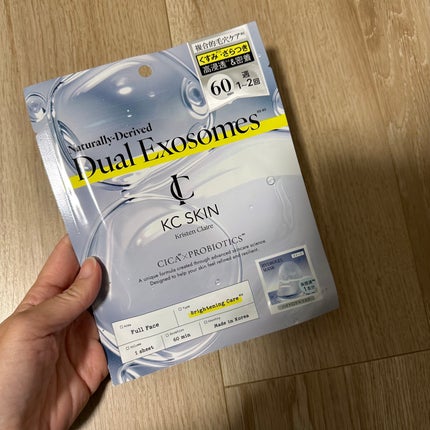 複合的毛穴ケア
くすみ・ざらつき
高浸透&密着
60
週
1~2回
Naturally-Derived
Dual Exosomes
KC SKIN
Kristen Claire
CICA×PROBIOTICS
A unique formula created through advanced skincare science.
Designed to help your skin feel refined and resilient.
Full Face
Brightening Care
1 sheet
60 min
Made in Korea